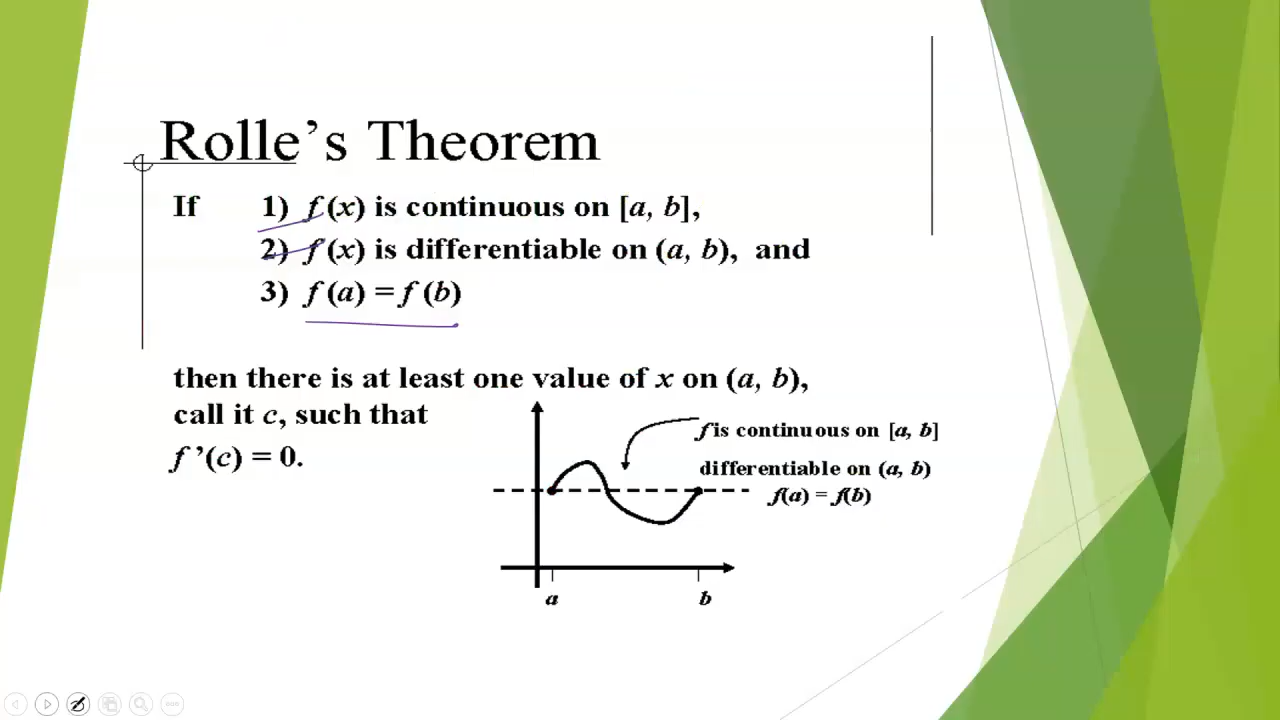 Rolle's Theorem
If 1) f (x) is continuous on [a, b],
2) f (x) is differentiable on (a, b), and
3) f (a) = f (b)
then there is at least one value of x on (a, b),
call it c, such that
f ’(c) = 0.
f is continuous on [a, b]
differentiable on (a, b)
f(a) = f(b)
a b